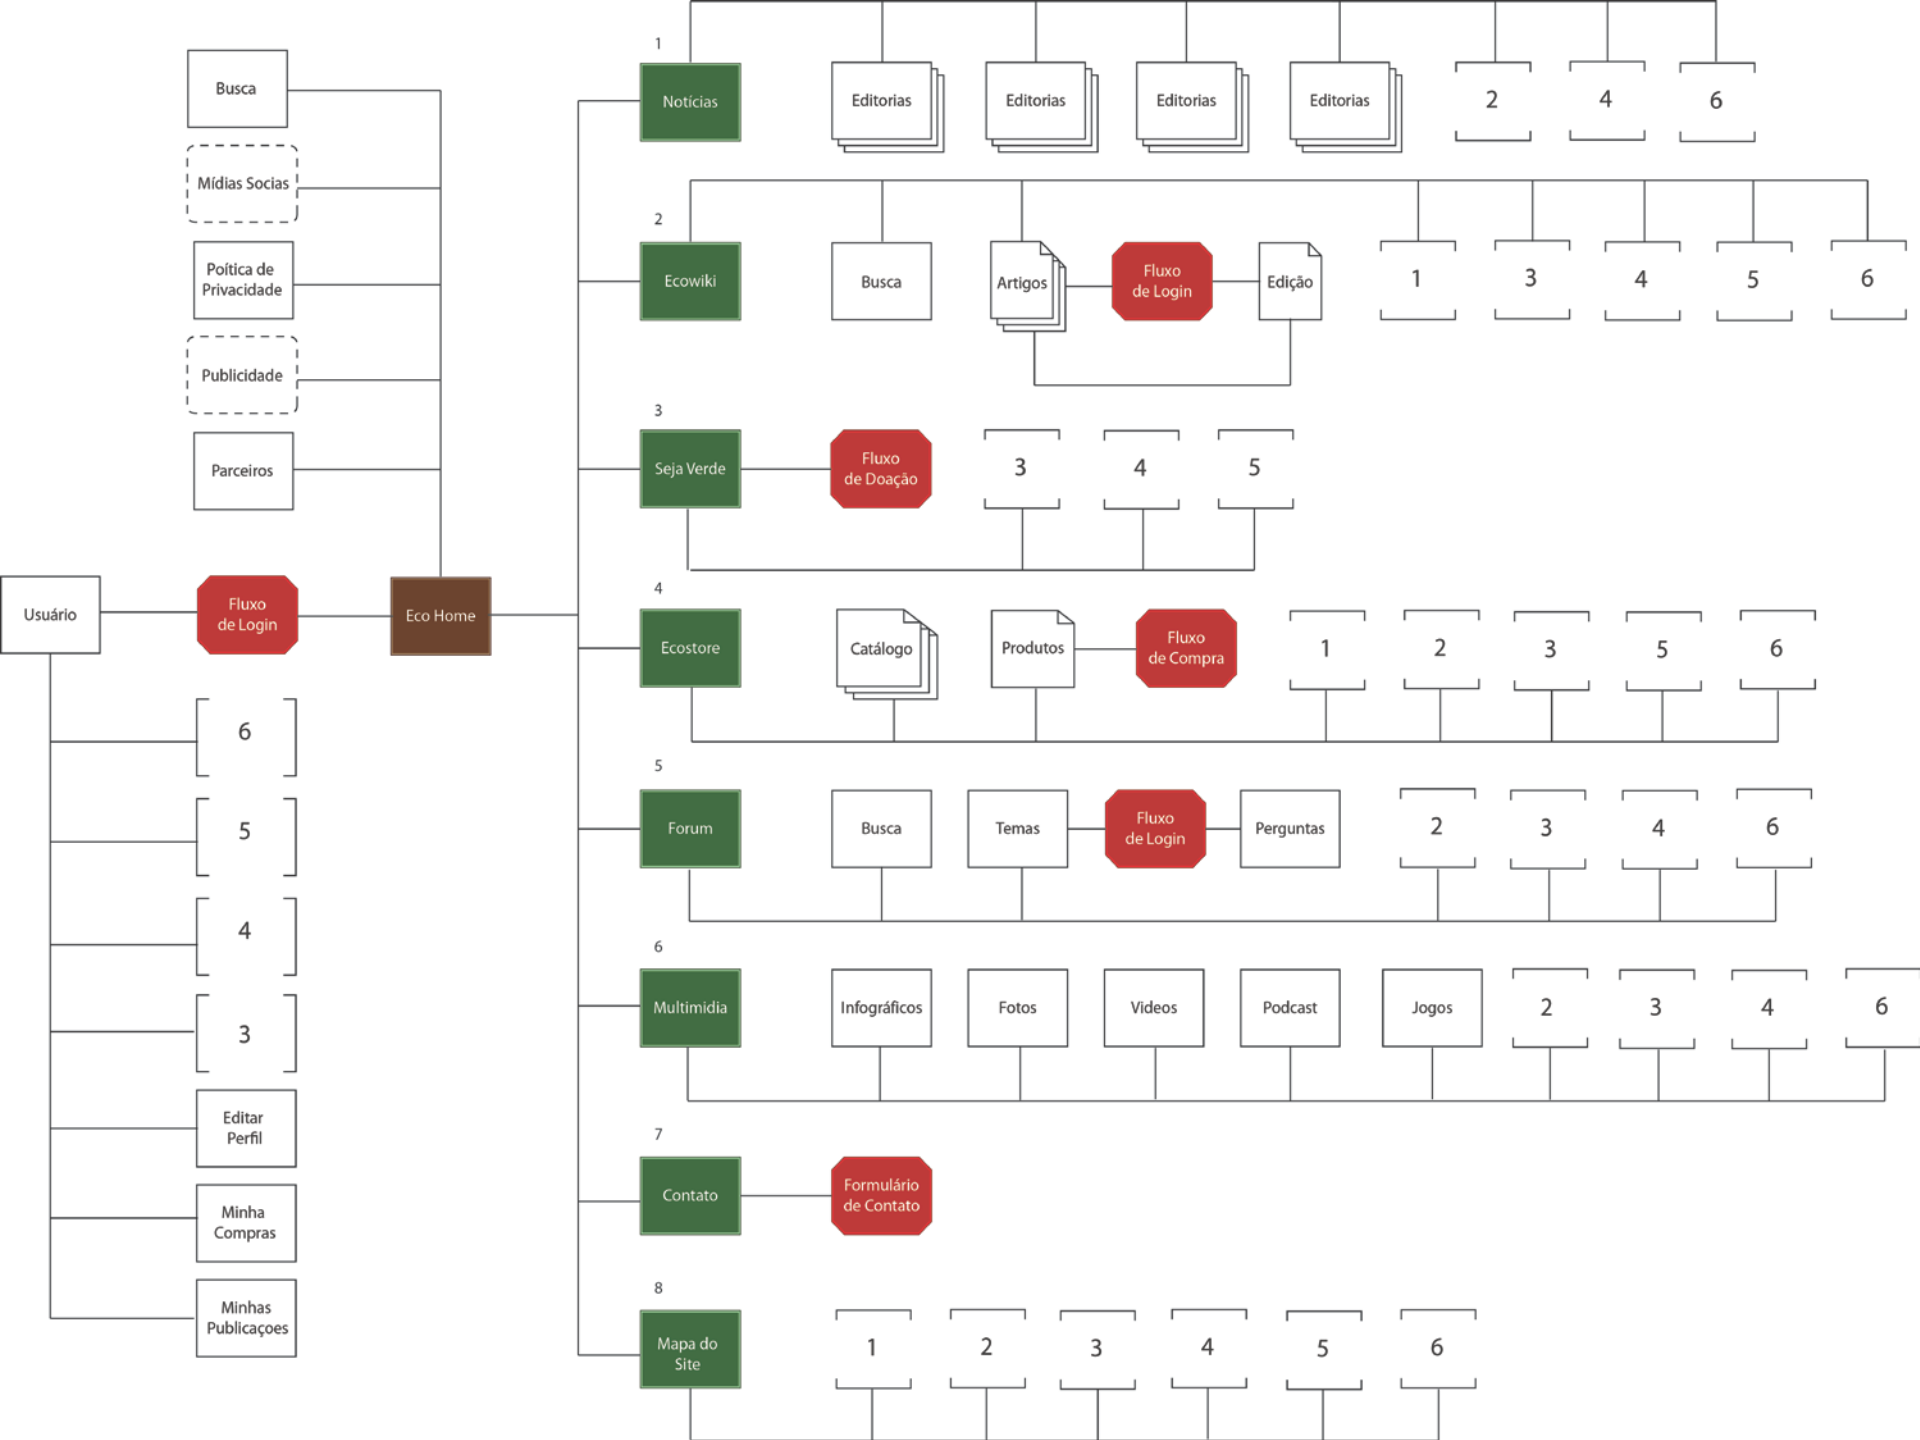 Busca
Mídias Socias
Poítica de
Privacidade
Publicidade
Parceiros
Usuário
Fluxo
de Login
Eco Home
6
5
4
3
Editar
Perfil
Minha
Compras
Minhas
Publicaçoes
1
Notícias
Editorias
Editorias
Editorias
Editorias
2
4
6
2
Ecowiki
Busca
Artigos
Fluxo
de Login
Edição
1
3
4
5
6
3
Seja Verde
Fluxo
de Doação
3
4
5
4
Ecostore
Catálogo
Produtos
Fluxo
de Compra
1
2
3
5
6
5
Forum
Busca
Temas
Fluxo
de Login
Perguntas
2
3
4
6
6
Multimidia
Infográficos
Fotos
Videos
Podcast
Jogos
2
3
4
6
7
Contato
Formulário
de Contato
8
Mapa do
Site
1
2
3
4
5
6